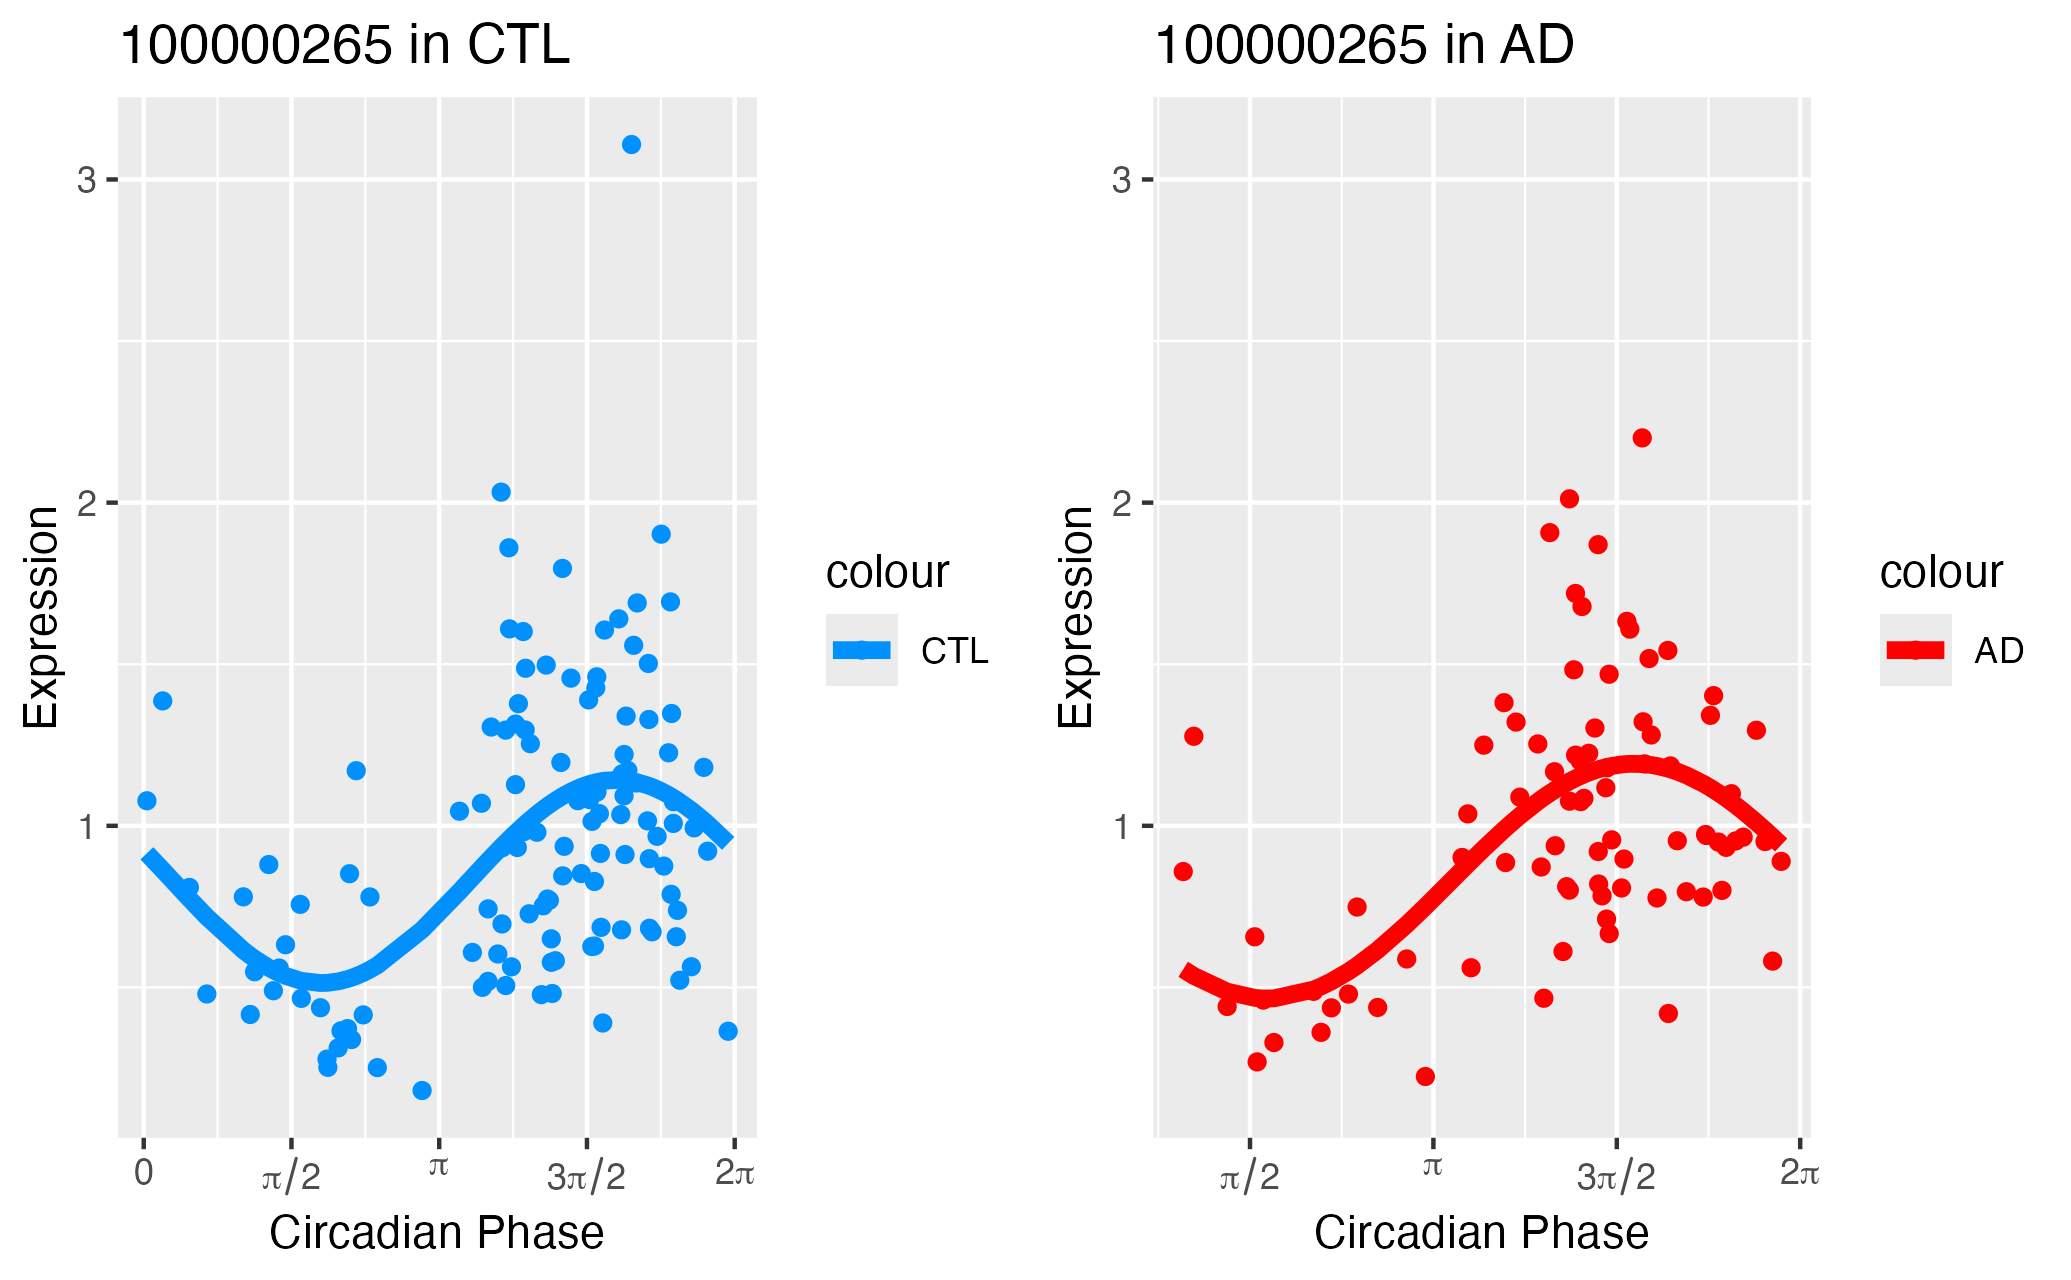 100000265 in CTL
3
2
1
Expression
0
π/2
π
3π/2
2π
Circadian Phase
colour
CTL
100000265 in AD
3
2
1
Expression
π/2
π
3π/2
2π
Circadian Phase
colour
AD